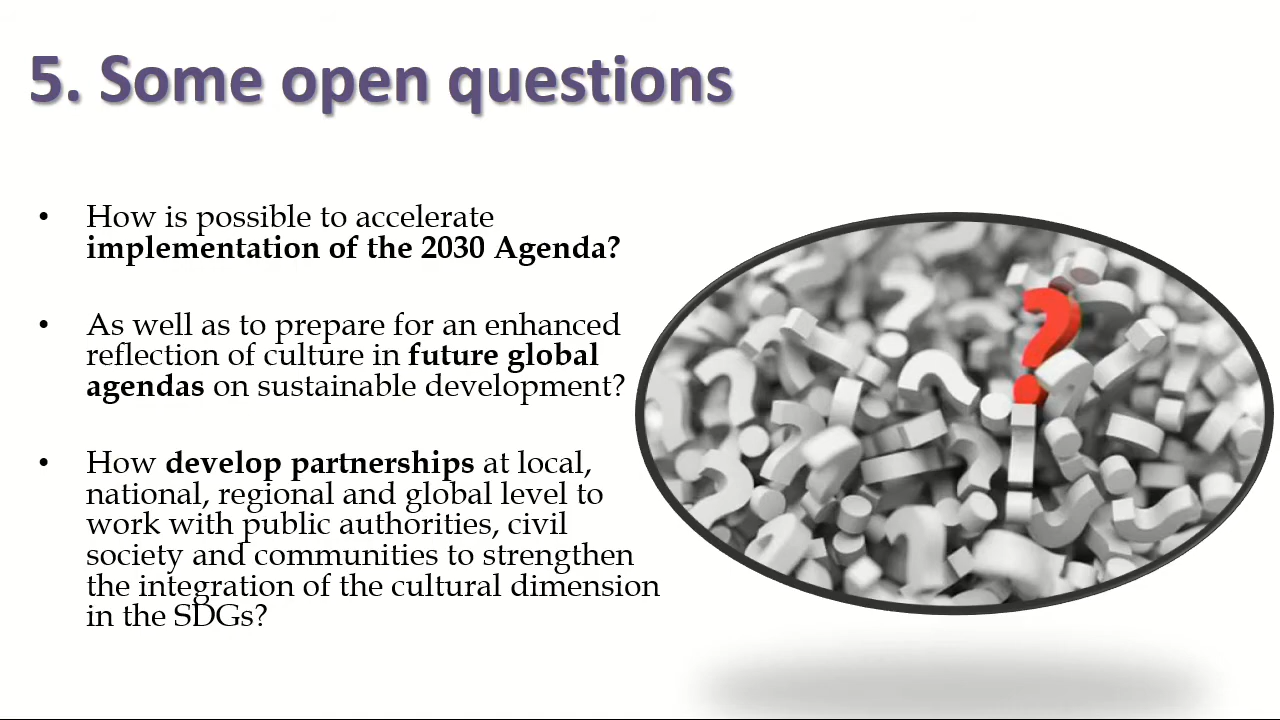 5. Some open questions
• How is possible to accelerate
implementation of the 2030 Agenda?
• As well as to prepare for an enhanced
reflection of culture in future global
agendas on sustainable development?
• How develop partnerships at local,
national, regional and global level to
work with public authorities, civil
society and communities to strengthen
the integration of the cultural dimension
in the SDGs?